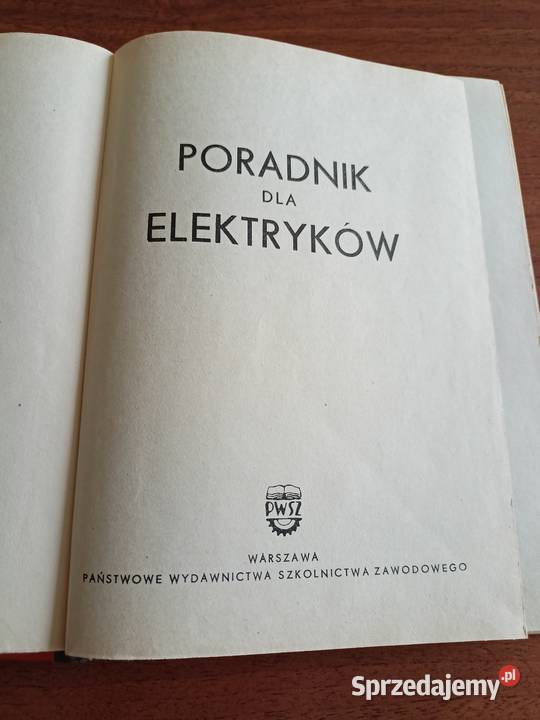 PORADNIK
DLA
ELEKTRYKÓW
PWSZ
WARSZAWA
PAŃSTWOWE WYDAWNICTWA SZKOLNICTWA ZAWODOWEGO
Sprzedajemy.pl